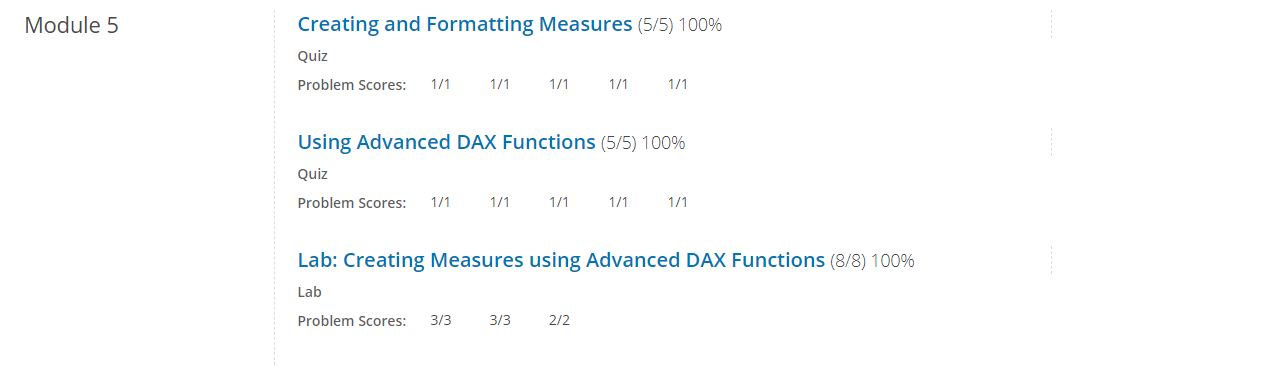 Module 5
Creating and Formatting Measures (5/5) 100%
Quiz
Problem Scores: 1/1 1/1 1/1 1/1 1/1
Using Advanced DAX Functions (5/5) 100%
Quiz
Problem Scores: 1/1 1/1 1/1 1/1 1/1
Lab: Creating Measures using Advanced DAX Functions (8/8) 100%
Lab
Problem Scores: 3/3 3/3 2/2